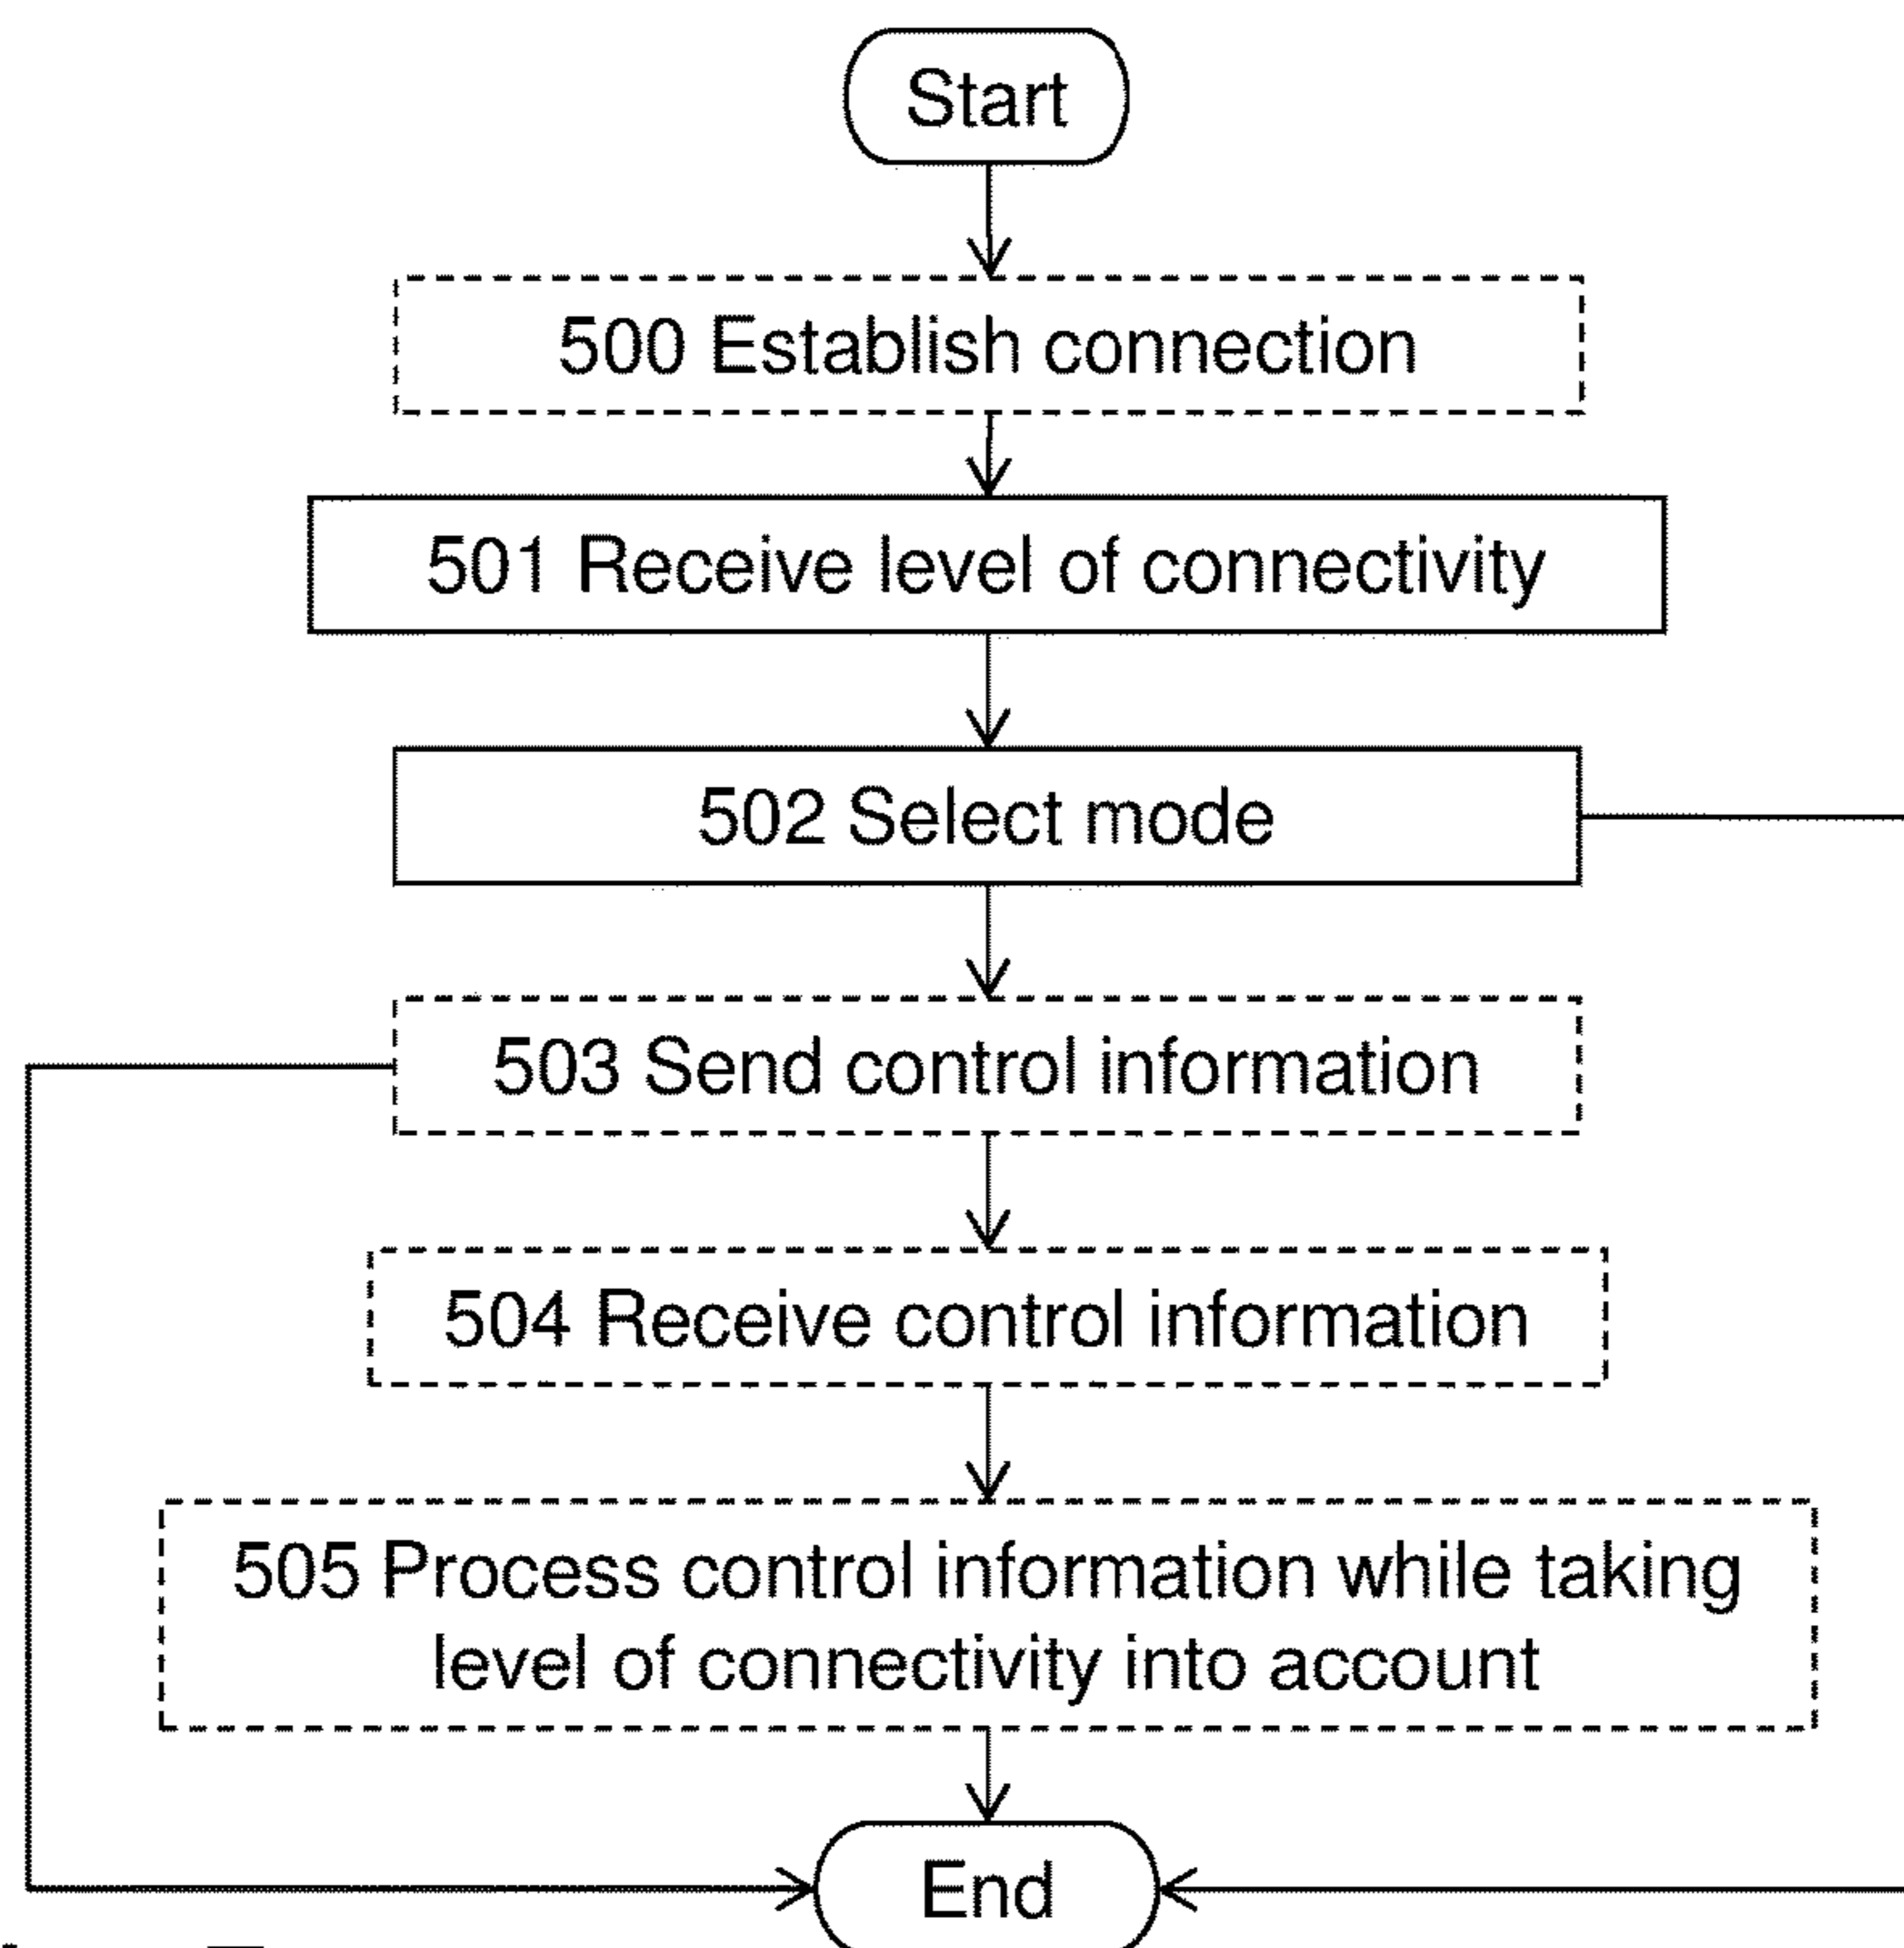 Start
500 Establish connection
501 Receive level of connectivity
502 Select mode
503 Send control information
504 Receive control information
505 Process control information while taking
level of connectivity into account
End